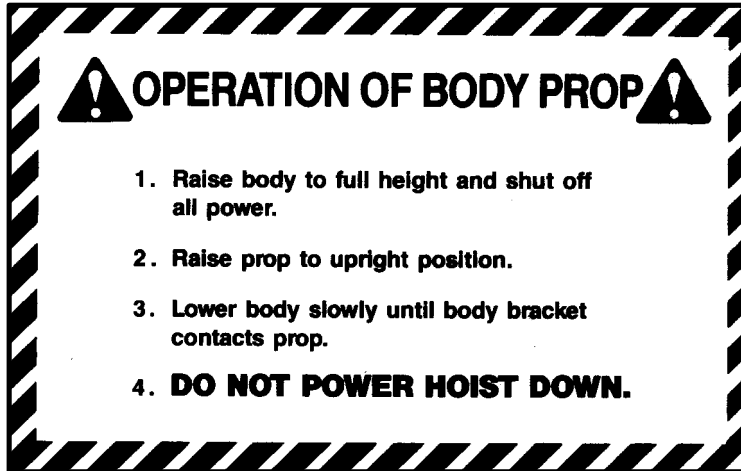 OPERATION OF BODY PROP
1. Raise body to full height and shut off
all power.
2. Raise prop to upright position.
3. Lower body slowly until body bracket
contacts prop.
4. DO NOT POWER HOIST DOWN.